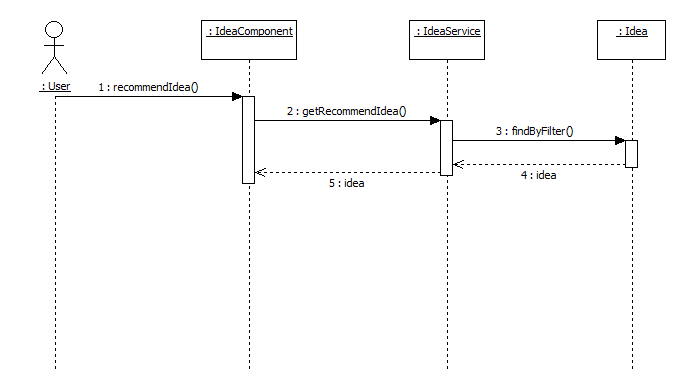 : IdeaComponent
: IdeaService
: Idea
: User
1 : recommendIdea()
2 : getRecommendIdea()
3 : findByFilter()
4 : idea
5 : idea